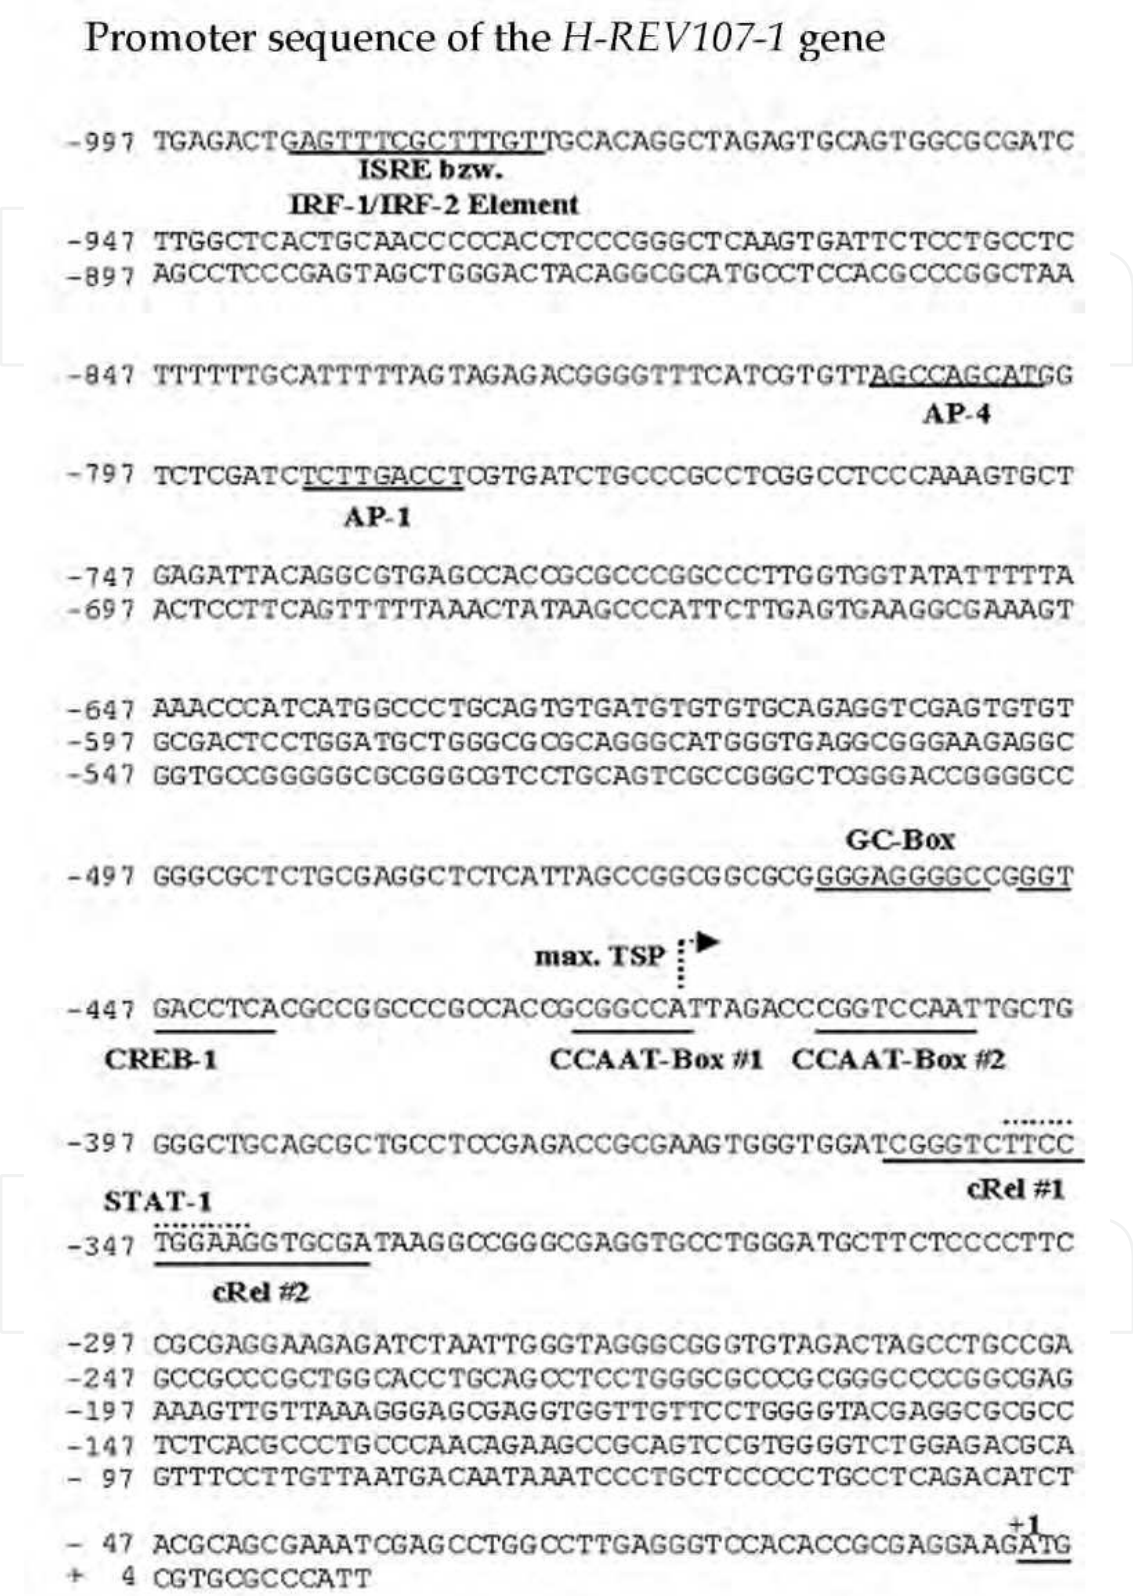 Promoter sequence of the H-REV107-1 gene
-997 TGAGACTGAGTTTCGCTTTGTTGCACAGGCTAGAGTGCAGTGGCGCGATC
ISRE bzw.
IRF-1/IRF-2 Element
-947 TTGGCTCACTGCAACCCCCACCTCCCGGGCTCAAGTGATTCTCCTGCCTC
-897 AGCCTCCCGAGTAGCTGGGACTACAGGCGCATGCCTCCACGCCCGGCTAA
-847 TTTTTTGCATTTTTAGTAGAGACGGGGTTTCATCGTGTTAGCCAGCATGG
AP-4
-797 TCTCGATCTCTTGACCTCGTGATCTGCCCGCCTCGGCCTCCCAAAGTGCT
AP-1
-747 GAGATTACAGGCGTGAGCCACCGCGCCCGGCCCTTGGTGGTATATTTTTA
-697 ACTCCTTCAGTTTTTAAACTATAAGCCCATTCTTGAGTGAAGGCGAAAGT
-647 AAACCCATCATGGCCCTGCAGTGTGATGTGTGTGCAGAGGTCGAGTGTGT
-597 GCGACTCCTGGATGCTGGGCGCGCAGGGCATGGGTGAGGCGGGAAGAGGC
-547 GGTGCCGGGGGCGCGGGCGTCCTGCAGTCGCCGGGCTCGGGACCGGGGCC
GC-Box
-497 GGGCGCTCTGCGAGGCTCTCATTAGCCGGCGGCGCGGGGAGGGGCCGGGT
max. TSP
-447 GACCTCACGCCGGCCCGCCACCGCGGCCATTAGACCCGGTCCAATTGCTG
CREB-1 CCAAT-Box #1 CCAAT-Box #2
-397 GGGCTGCAGCGCTGCCTCCGAGACCGCGAAGTGGGTGGATCGGGTCTTCC
cRel #1
STAT-1
-347 TGGAAGGTGCGATAAGGCCGGGCGAGGTGCCTGGGATGCTTCTCCCCTTC
cRel #2
-297 CGCGAGGAAGAGATCTAATTGGGTAGGGCGGGTGTAGACTAGCCTGCCGA
-247 GCCGCCCGCTGGCACCTGCAGCCTCCTGGGCGCCCGCGGGCCCCGGCGAG
-197 AAAGTTGTTAAAGGGAGCGAGGTGGTTGTTCCTGGGGTACGAGGCGCGCC
-147 TCTCACGCCCTGCCCAACAGAAGCCGCAGTCCGTGGGGTCTGGAGACGCA
- 97 GTTTCCTTGTTAATGACAATAAATCCCTGCTCCCCCTGCCTCAGACATCT
+1
- 47 ACGCAGCGAAATCGAGCCTGGCCTTGAGGGTCCACACCGCGAGGAAGATG
+ 4 CGTGCGCCCATT